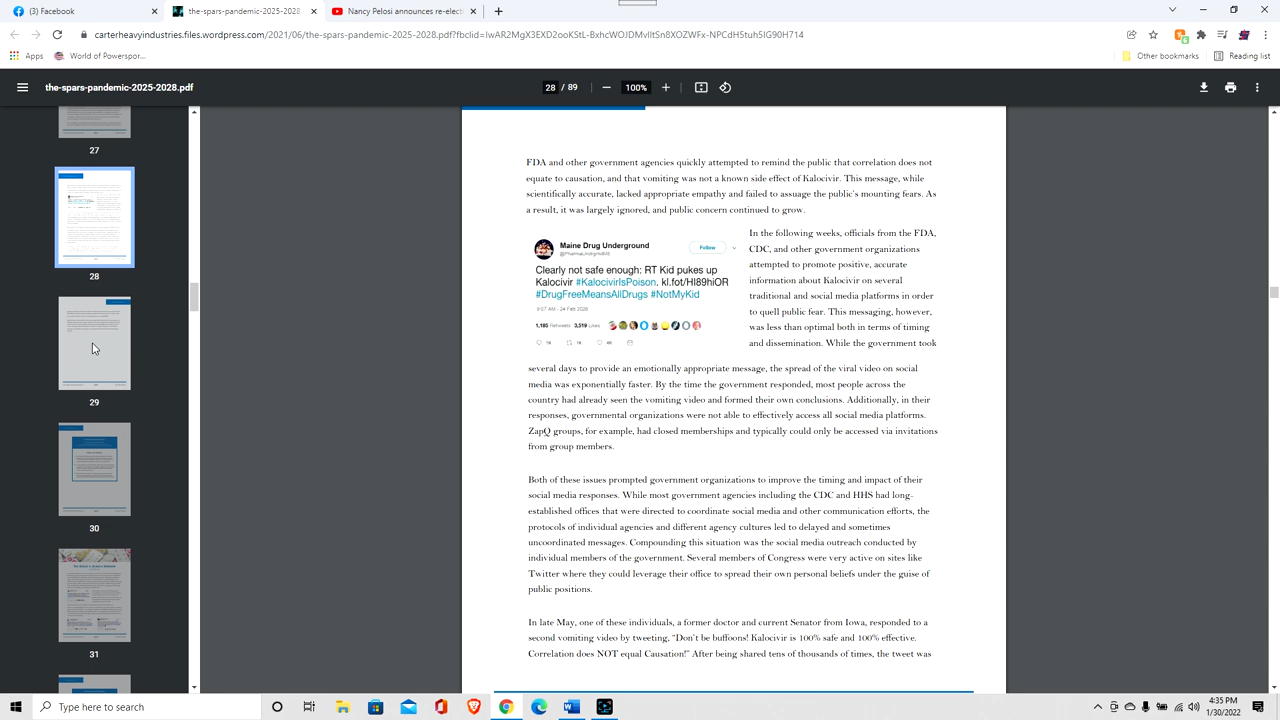 (3) Facebook
the-spars-pandemic-2025-2028-
Nancy Pelosi announces re-elect
carterheavyindustries.files.wordpress.com/2021/06/the-spars-pandemic-2025-2028.pdf?fbclid=
Apps
World of Powerspor...
Other bookmarks
Reading list
the-spars-pandemic-2025-2028.pdf
28 / 89
100%
27
28
29
30
31
FDA and other government agencies quickly attempted to remind the public that correlation does not
equate to causation, and that vomiting was not a known side effect of Kalocivir. This message, while
scientifically accurate, lacked appropriate empathy and failed to assuage the public's mounting fears. As
a result, it was largely ignored, and public concern continued to grow.
Maine Drug Underground
Follow
Clearly not safe enough: RT Kid pukes up
Kalocivir #KalocivirIsPoison. kl.fot/HI89hiOR
#DrugFreeMeansAllDrugs #NotMyKid
9:07 AM - 24 Feb 2026
1,185 Retweets 3,519 Likes
1K 1K 4K
In the following weeks, officials from the FDA,
CDC, and other government organizations
attempted to promote positive, accurate
information about Kalocivir on several
traditional and social media platforms in order
to quell public fear. This messaging, however,
was less than optimal both in terms of timing
and dissemination. While the government took
several days to provide an emotionally appropriate message, the spread of the viral video on social
media was exponentially faster. By the time the government responded, most people across the
country had already seen the vomiting video and formed their own conclusions. Additionally, in their
responses, governmental organizations were not able to effectively access all social media platforms.
ZapQ groups, for example, had closed memberships and typically could only be accessed via invitations
from group members.
Both of these issues prompted government organizations to improve the timing and impact of their
social media responses. While most government agencies including the CDC and HHS had long-
established offices that were directed to coordinate social media and other communication efforts, the
protocols of individual agencies and different agency cultures led to delayed and sometimes
uncoordinated messages. Compounding this situation was the social media outreach conducted by
individual members of the government. Several members of Congress were very active on sites like
Twitter where they could leverage their office to spread their own personal beliefs under the guise of
public positions.
In late May, one of these individuals, a former doctor and current Senator from Iowa, responded to a
second vomiting video by tweeting, "Don't be buffoons! Kalocivir is 100% safe and 100% effective.
Correlation does NOT equal Causation!" After being shared tens of thousands of times, the tweet was
Type here to search
4:35 PM
1/30/2022